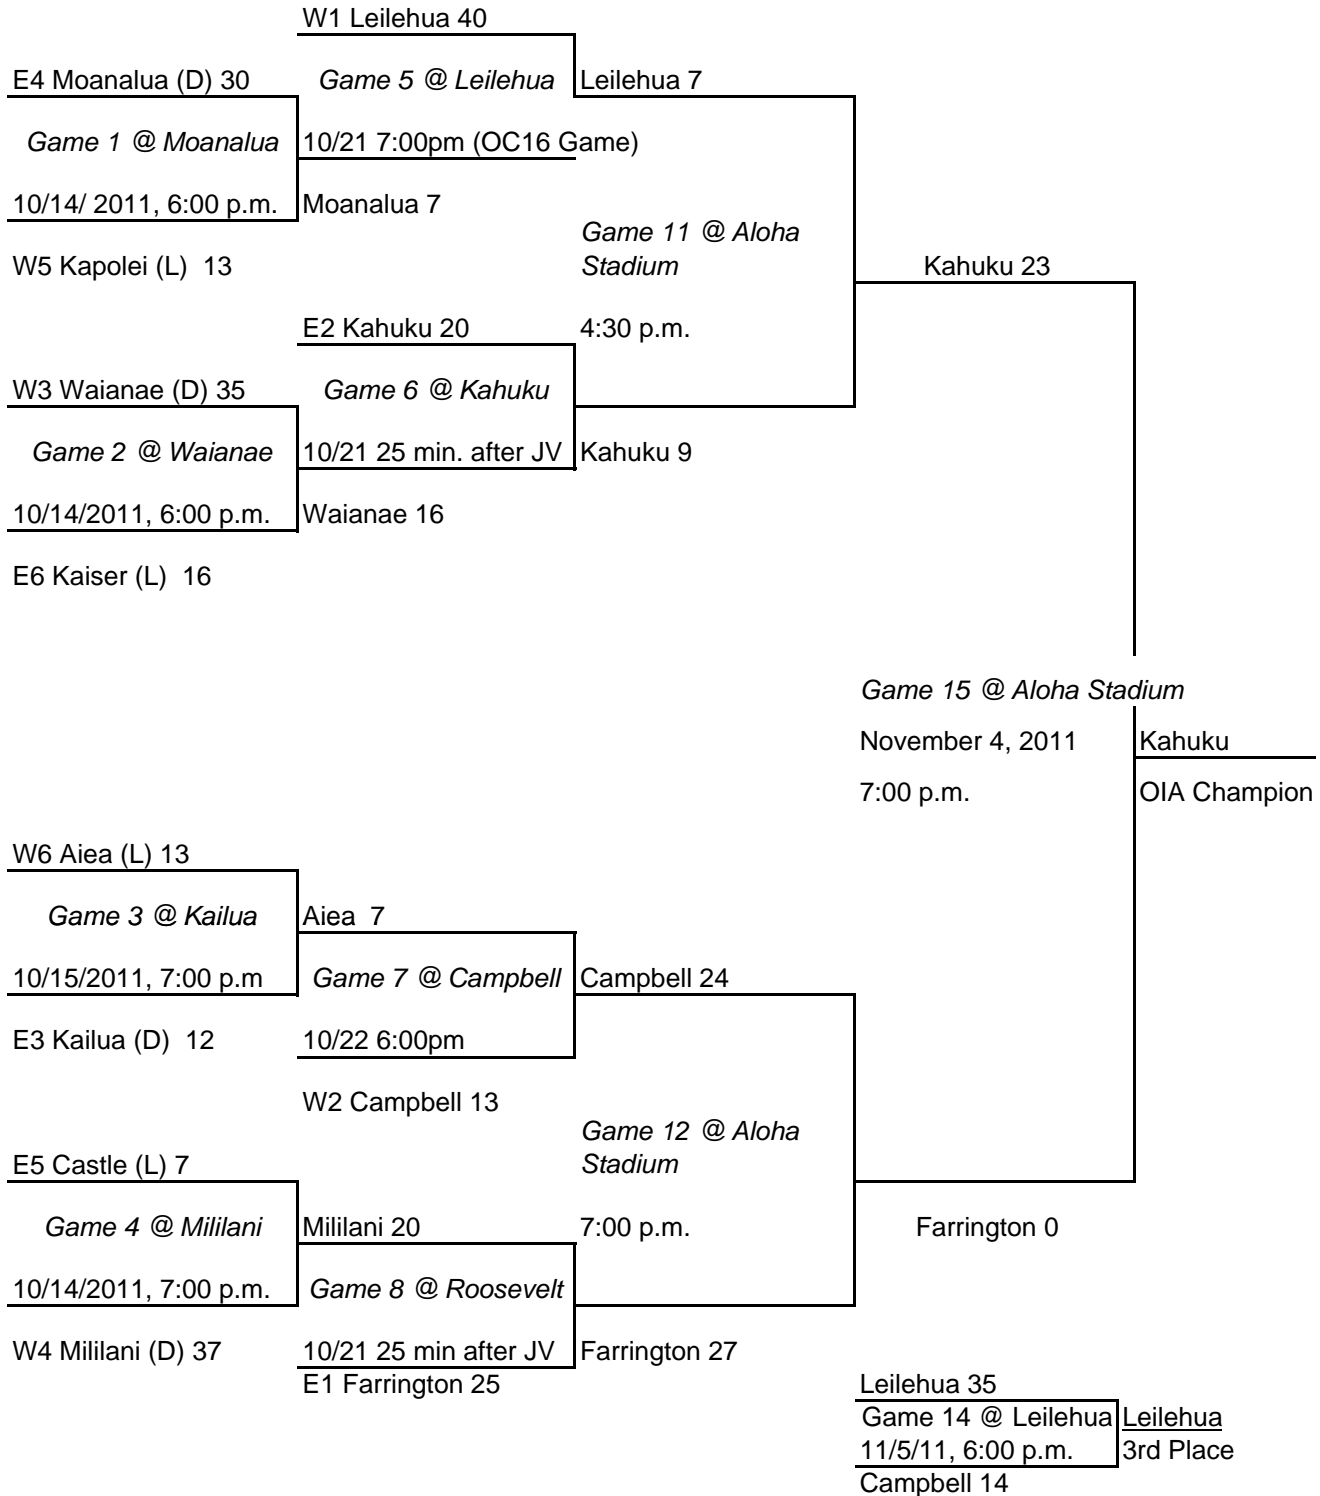 W1 Leilehua 40
E4 Moanalua (D) 30
Game 5 @ Leilehua
Leilehua 7
Game 1 @ Moanalua
10/21 7:00pm (OC16 Game)
10/14/ 2011, 6:00 p.m.
Moanalua 7
Game 11 @ Aloha
Stadium
W5 Kapolei (L)  13
Kahuku 23
E2 Kahuku 20
4:30 p.m.
W3 Waianae (D) 35
Game 6 @ Kahuku
Game 2 @ Waianae
10/21 25 min. after JV
Kahuku 9
10/14/2011, 6:00 p.m.
Waianae 16
E6 Kaiser (L)  16
Game 15 @ Aloha Stadium
November 4, 2011
Kahuku
7:00 p.m.
OIA Champion
W6 Aiea (L) 13
Game 3 @ Kailua
Aiea  7
10/15/2011, 7:00 p.m
Game 7 @ Campbell
Campbell 24
E3 Kailua (D)  12
10/22 6:00pm
W2 Campbell 13
Game 12 @ Aloha
Stadium
E5 Castle (L) 7
Game 4 @ Mililani
Mililani 20
7:00 p.m.
Farrington 0
10/14/2011, 7:00 p.m.
Game 8 @ Roosevelt
W4 Mililani (D) 37
10/21 25 min after JV
Farrington 27
E1 Farrington 25
Leilehua 35
Game 14 @ Leilehua
Leilehua
11/5/11, 6:00 p.m.
3rd Place
Campbell 14